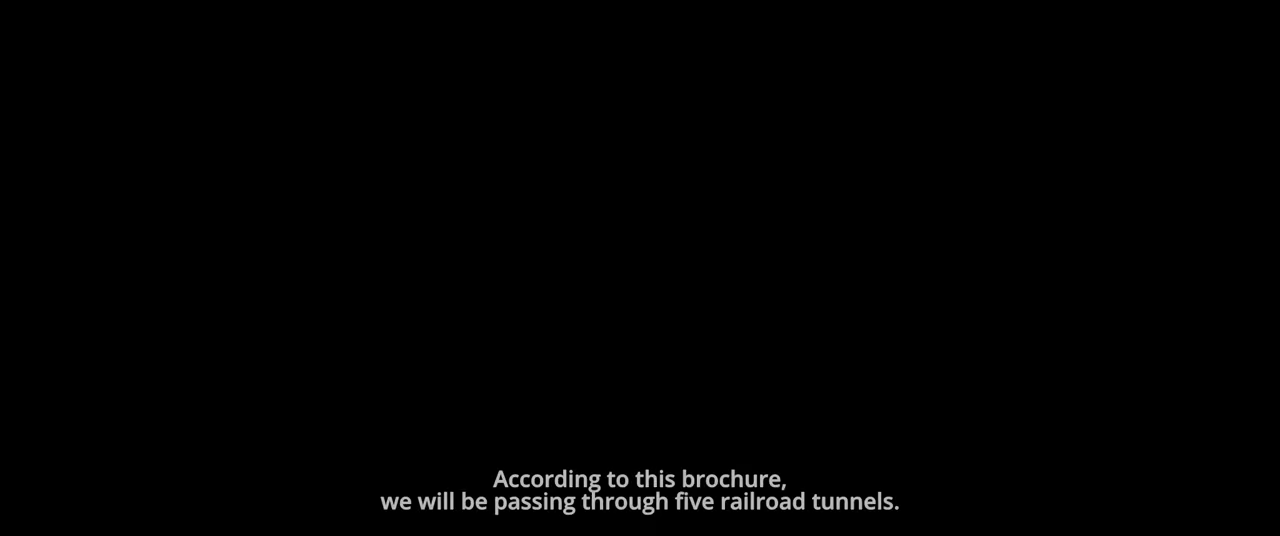 According to this brochure,
we will be passing through five railroad tunnels.